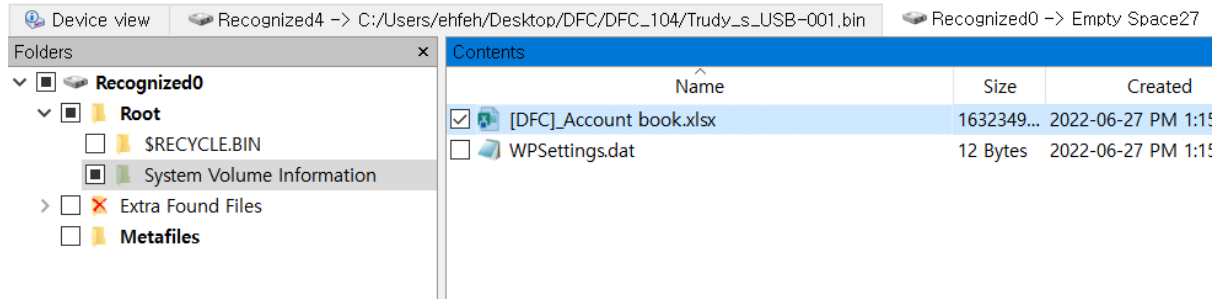 Device view Recognized4 -> C:/Users/ehfeh/Desktop/DFC/DFC_104/Trudy_s_USB-001.bin Recognized0 -> Empty Space27
Folders × Contents
Recognized0
Root
$RECYCLE.BIN
System Volume Information
Extra Found Files
Metafiles
Name Size Created
[DFC]_Account book.xlsx 1632349... 2022-06-27 PM 1:15
WPSettings.dat 12 Bytes 2022-06-27 PM 1:15